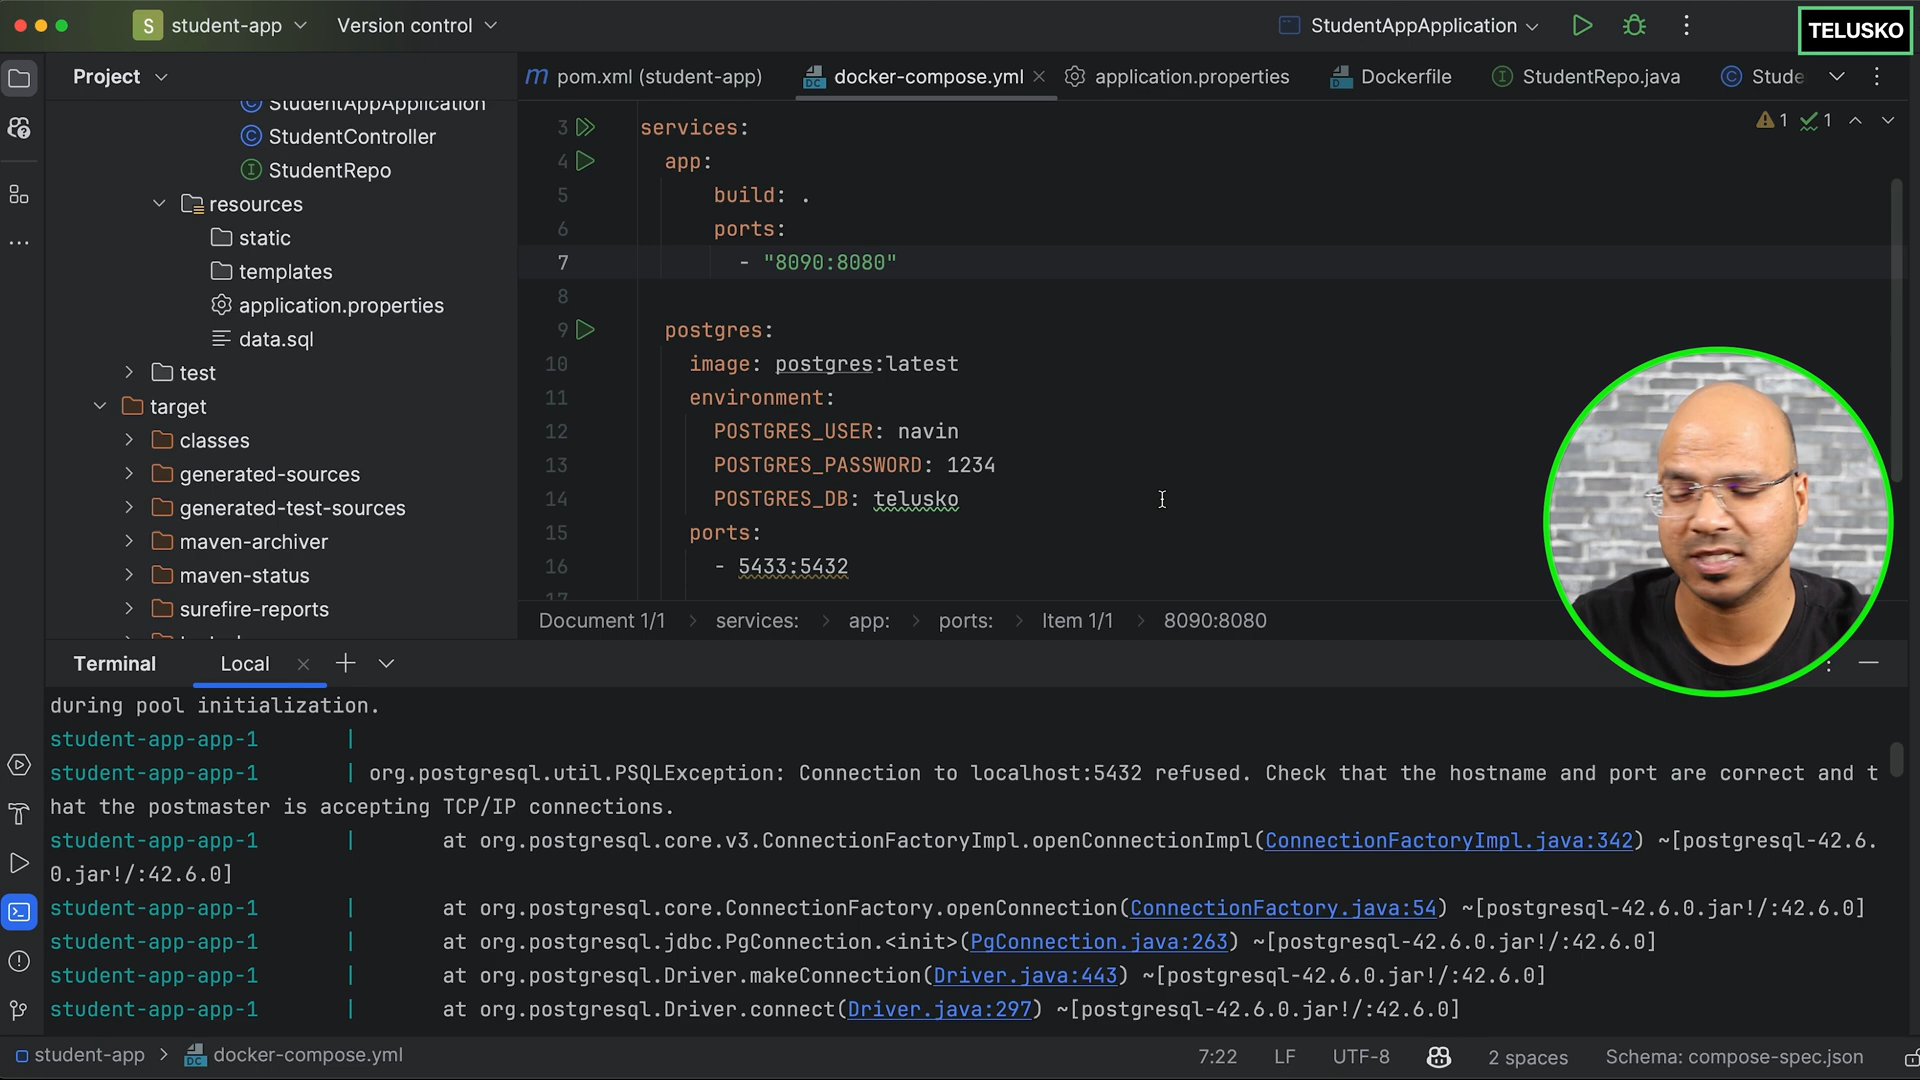 S student-app
Version control
StudentAppApplication
TELUSKO
Project
m pom.xml (student-app)
docker-compose.yml
application.properties
Dockerfile
StudentRepo.java
Stude
StudentAppApplication
StudentController
StudentRepo
resources
static
templates
application.properties
data.sql
test
target
classes
generated-sources
generated-test-sources
maven-archiver
maven-status
surefire-reports
1 1
3 services:
4 app:
5 build: .
6 ports:
7 - "8090:8080"
8
9 postgres:
10 image: postgres:latest
11 environment:
12 POSTGRES_USER: navin
13 POSTGRES_PASSWORD: 1234
14 POSTGRES_DB: telusko
15 ports:
16 - 5433:5432
17
Document 1/1 > services: > app: > ports: > Item 1/1 > 8090:8080
Terminal Local
during pool initialization.
student-app-app-1 |
student-app-app-1 | org.postgresql.util.PSQLException: Connection to localhost:5432 refused. Check that the hostname and port are correct and t
hat the postmaster is accepting TCP/IP connections.
student-app-app-1 | at org.postgresql.core.v3.ConnectionFactoryImpl.openConnectionImpl(ConnectionFactoryImpl.java:342) ~[postgresql-42.6.
0.jar!/:42.6.0]
student-app-app-1 | at org.postgresql.core.ConnectionFactory.openConnection(ConnectionFactory.java:54) ~[postgresql-42.6.0.jar!/:42.6.0]
student-app-app-1 | at org.postgresql.jdbc.PgConnection.<init>(PgConnection.java:263) ~[postgresql-42.6.0.jar!/:42.6.0]
student-app-app-1 | at org.postgresql.Driver.makeConnection(Driver.java:443) ~[postgresql-42.6.0.jar!/:42.6.0]
student-app-app-1 | at org.postgresql.Driver.connect(Driver.java:297) ~[postgresql-42.6.0.jar!/:42.6.0]
student-app > docker-compose.yml
7:22 LF UTF-8 2 spaces Schema: compose-spec.json